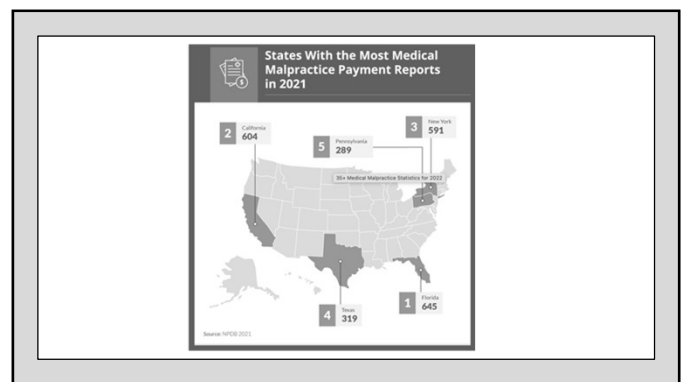 States With the Most Medical
Malpractice Payment Reports
in 2021
2
California
604
3
New York
591
5
Pennsylvania
289
35+ Medical Malpractice Statistics for 2022
4
Texas
319
1
Florida
645
Source: NPDB 2021